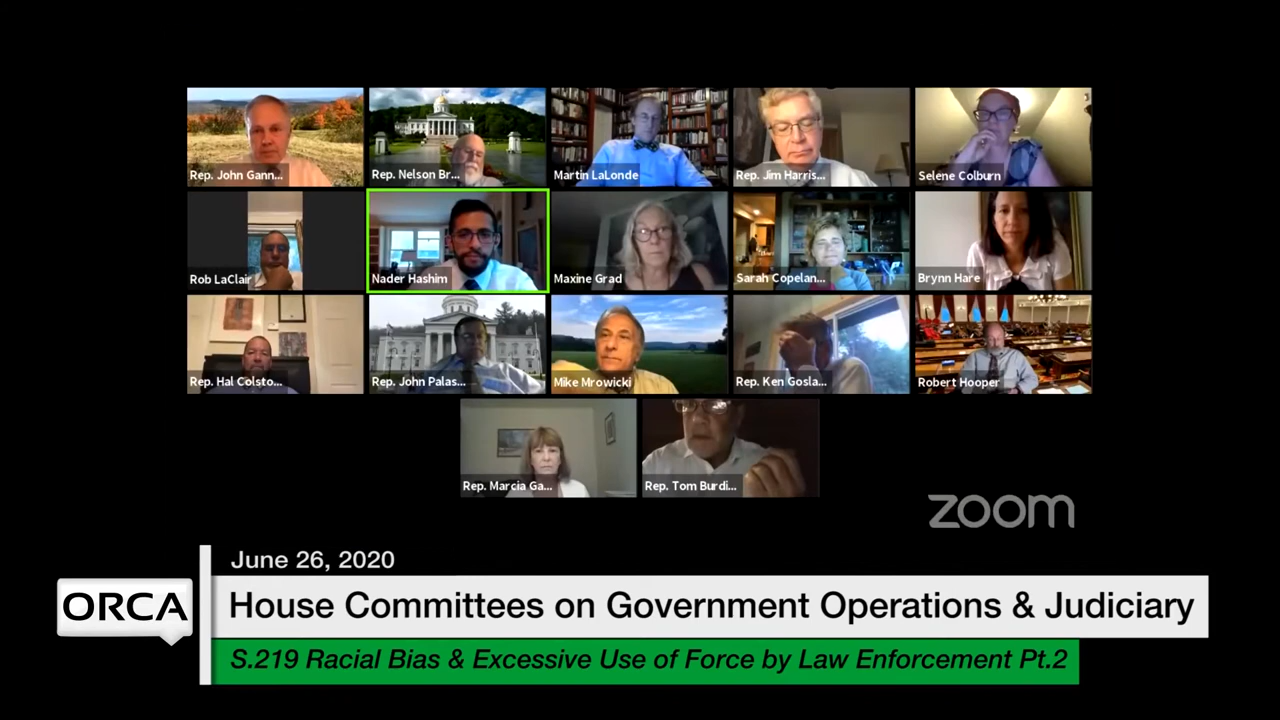 Rep. John Gann...
Rep. Nelson Br...
Martin LaLonde
Rep. Jim Harris...
Selene Colburn
Rob LaClair
Nader Hashim
Maxine Grad
Sarah Copelan...
Brynn Hare
Rep. Hal Colsto...
Rep. John Palas...
Mike Mrowicki
Rep. Ken Gosla...
Robert Hooper
Rep. Marcia Ga...
Rep. Tom Burdi...
zoom
June 26, 2020
ORCA
House Committees on Government Operations & Judiciary
S.219 Racial Bias & Excessive Use of Force by Law Enforcement Pt.2